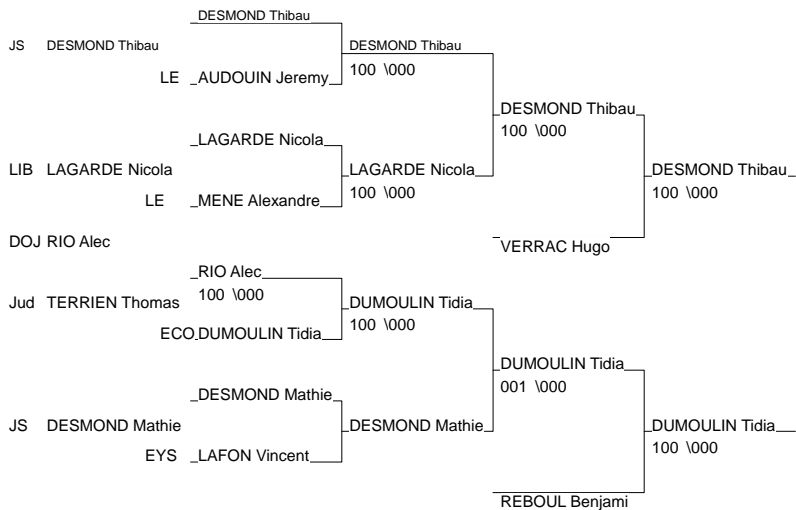 DESMOND Thibau
JS DESMOND Thibau DESMOND Thibau
100 \000
LE AUDOUIN Jeremy
DESMOND Thibau
100 \000
LAGARDE Nicola
LIB LAGARDE Nicola LAGARDE Nicola DESMOND Thibau
100 \000 100 \000
LE MENE Alexandre
DOJ RIO Alec VERRAC Hugo
RIO Alec
100 \000
Jud TERRIEN Thomas DUMOULIN Tidia
100 \000
ECO DUMOULIN Tidia
DUMOULIN Tidia
001 \000
DESMOND Mathie
JS DESMOND Mathie DESMOND Mathie DUMOULIN Tidia
100 \000
EYS LAFON Vincent
REBOUL Benjami